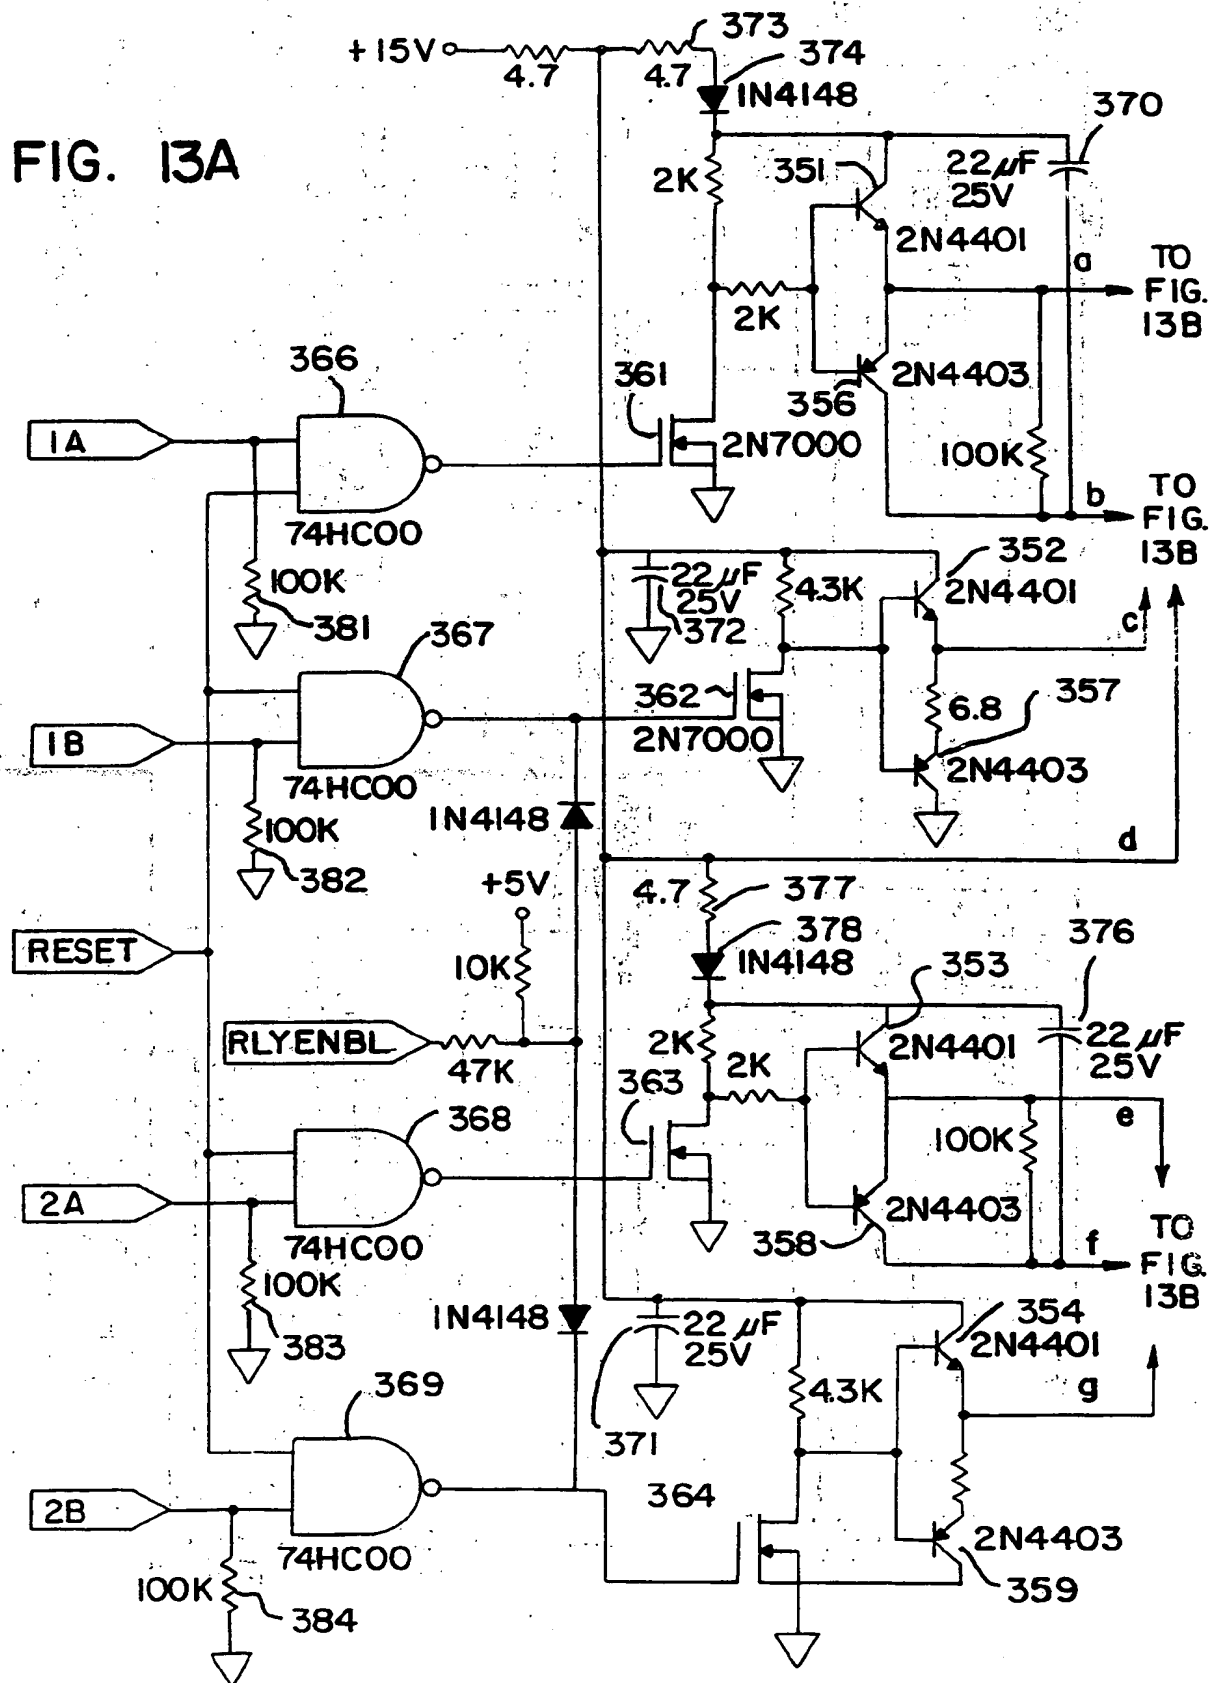 FIG. 13A
+15V
4.7
4.7
373
374
1N4148
370
2K
351
22µF
25V
2N4401
a
TO
FIG.
13B
2K
366
361
356
2N4403
1A
2N7000
100K
b
TO
FIG.
13B
74HC00
100K
381
22µF
25V
372
4.3K
352
2N4401
c
367
362
2N7000
6.8
357
1B
74HC00
1N4148
2N4403
100K
382
d
+5V
4.7
377
378
1N4148
353
376
RESET
10K
RLYENBL
47K
2K
2K
2N4401
22µF
25V
363
368
100K
e
2A
74HC00
358
2N4403
f
TO
FIG.
13B
100K
383
1N4148
22µF
25V
371
354
2N4401
4.3K
g
369
364
2B
74HC00
2N4403
359
100K
384